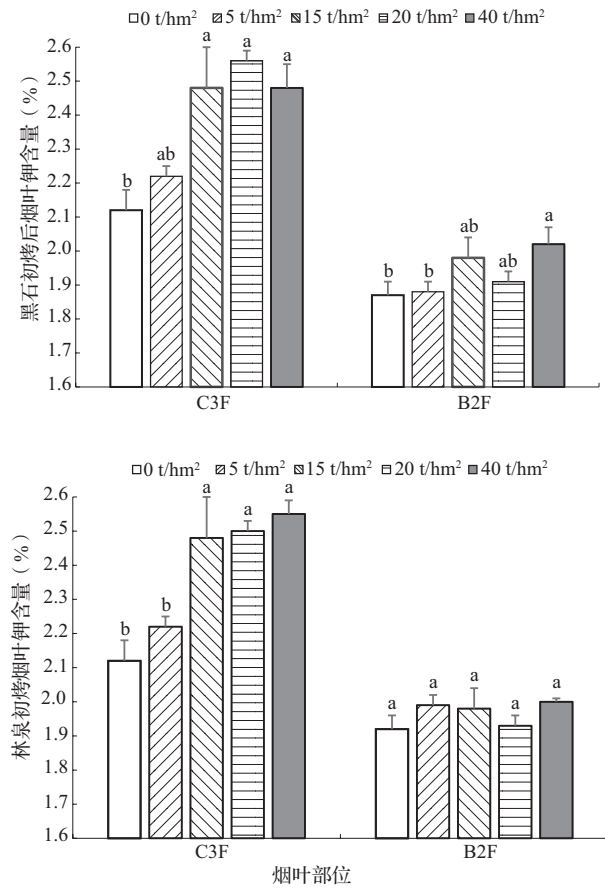 □0 t/hm² 5 t/hm² 15 t/hm² 20 t/hm² 40 t/hm²
黑石初烤后烟叶钾含量（%）
2.6
2.5
2.4
2.3
2.2
2.1
2.0
1.9
1.8
1.7
1.6
b
ab
a
a
a
b
b
ab
ab
a
C3F
B2F
0 t/hm² 5 t/hm² 15 t/hm² 20 t/hm² 40 t/hm²
林泉初烤烟叶钾含量（%）
2.6
2.5
2.4
2.3
2.2
2.1
2.0
1.9
1.8
1.7
1.6
b
b
a
a
a
a
a
a
a
a
C3F
B2F
烟叶部位